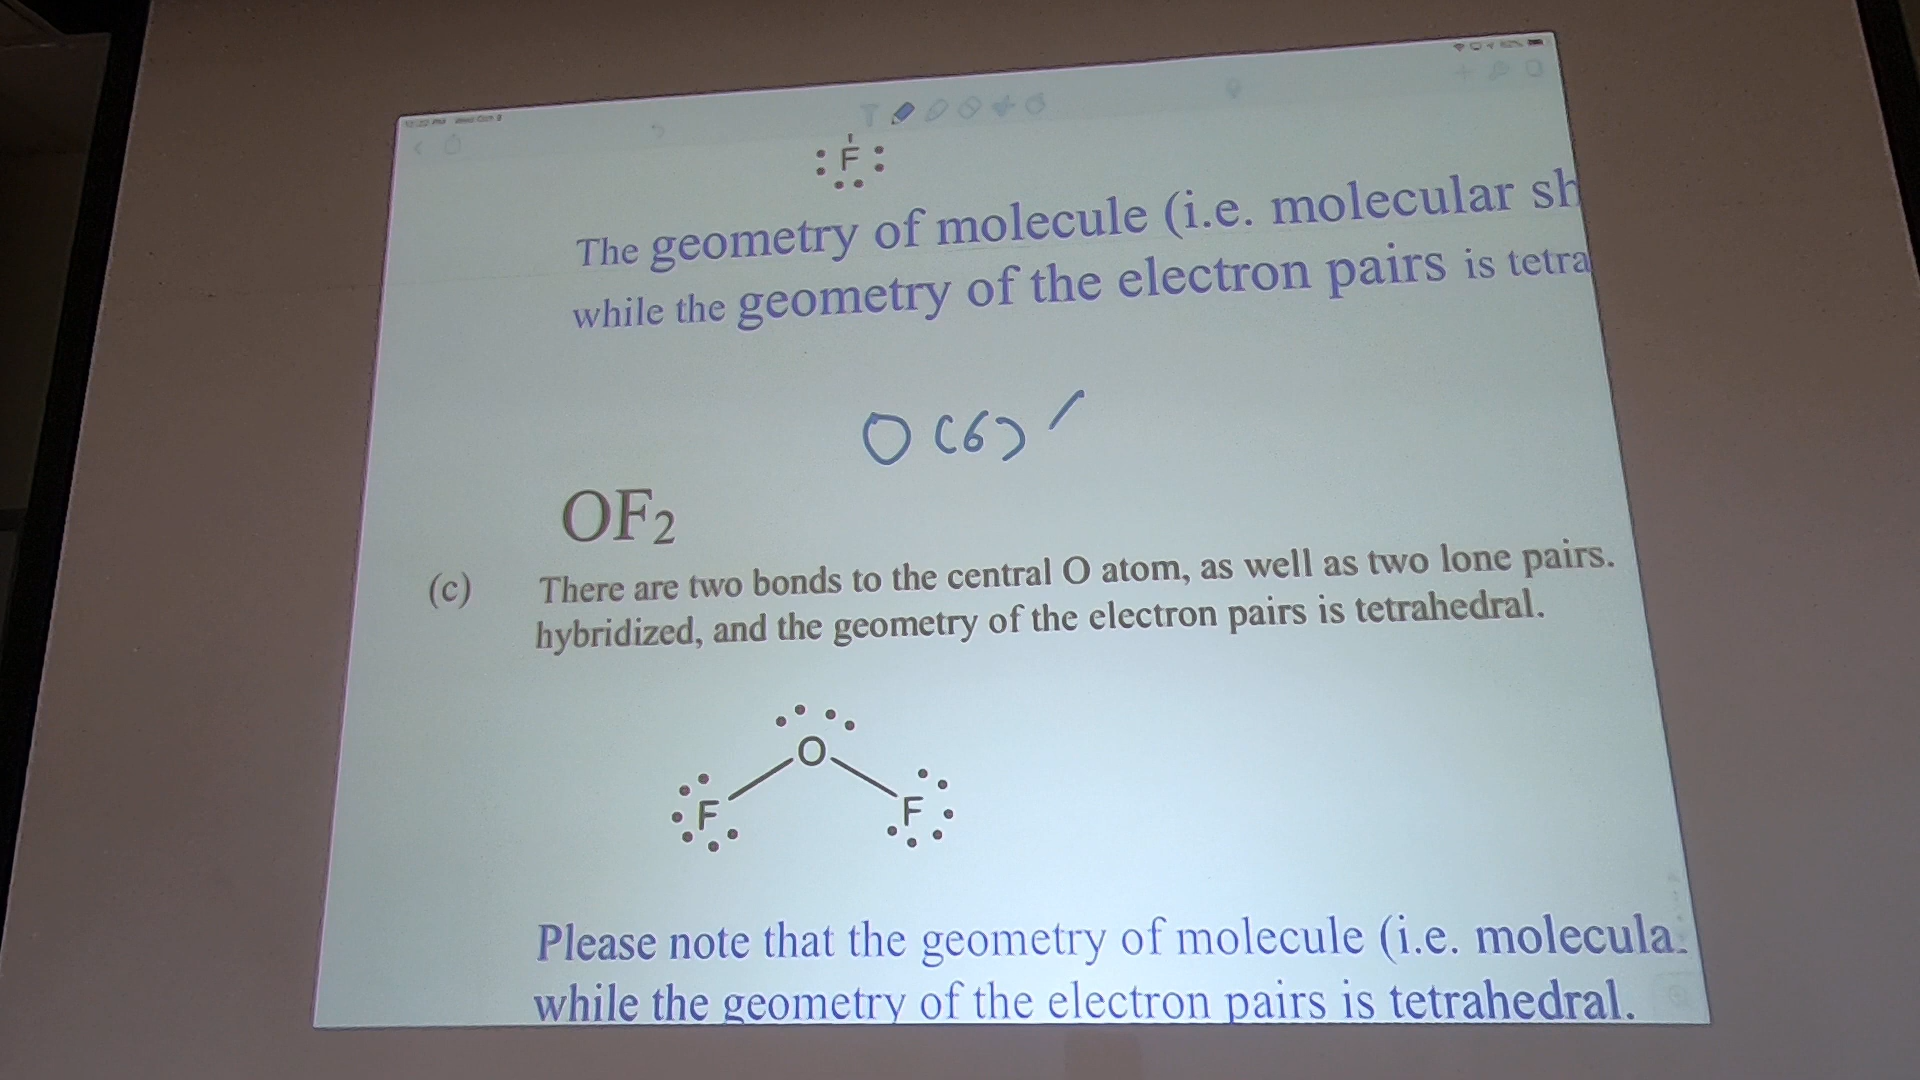 F
The geometry of molecule (i.e. molecular sh
while the geometry of the electron pairs is tetra
O (6)
OF₂
(c) There are two bonds to the central O atom, as well as two lone pairs.
hybridized, and the geometry of the electron pairs is tetrahedral.
O
F F
Please note that the geometry of molecule (i.e. molecula
while the geometry of the electron pairs is tetrahedral.